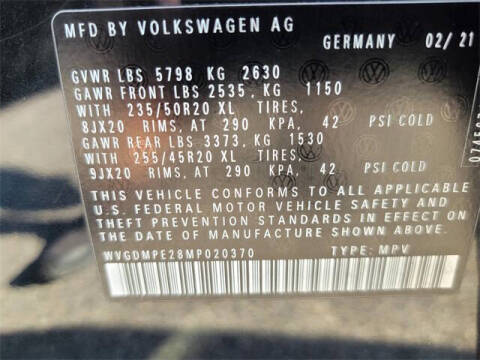 MFD BY VOLKSWAGEN AG
GERMANY 02/21
GVWR LBS 5798 KG 2630
GAWR FRONT LBS 2535, KG 1150
WITH 235/50R20 XL TIRES,
8JX20 RIMS, AT 290 KPA, 42 PSI COLD
GAWR REAR LBS 3373, KG 1530
WITH 255/45R20 XL TIRES,
9JX20 RIMS, AT 290 KPA, 42 PSI COLD
THIS VEHICLE CONFORMS TO ALL APPLICABLE
U.S. FEDERAL MOTOR VEHICLE SAFETY AND
THEFT PREVENTION STANDARDS IN EFFECT ON
THE DATE OF MANUFACTURE SHOWN ABOVE.
WVGDMPE28MP020370 TYPE: MPV